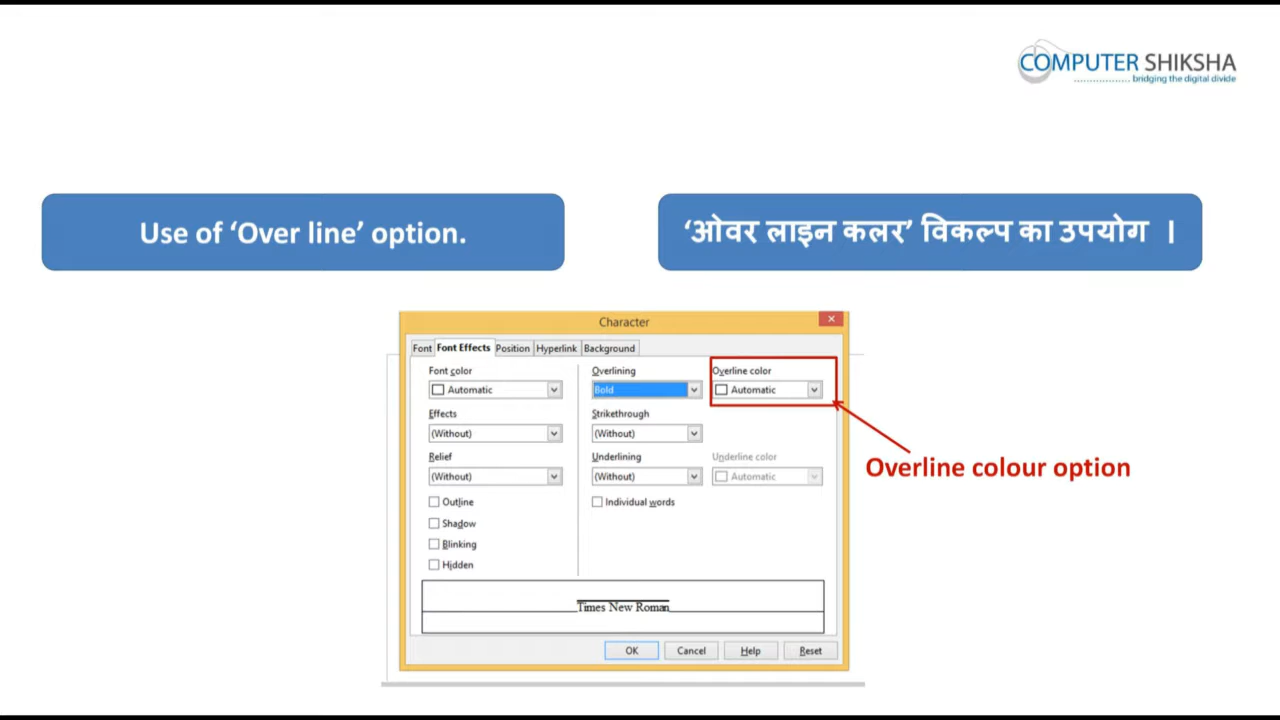 COMPUTER SHIKSHA
bridging the digital divide
Use of ‘Over line’ option.
‘ओवर लाइन कलर’ विकल्प का उपयोग ।
Character
Font Font Effects Position Hyperlink Background
Font color
Automatic
Effects
(Without)
Relief
(Without)
Outline
Shadow
Blinking
Hidden
Overlining
Bold
Overline color
Automatic
Strikethrough
(Without)
Underlining
(Without)
Underline color
Automatic
Individual words
Overline colour option
Times New Roman
OK Cancel Help Reset